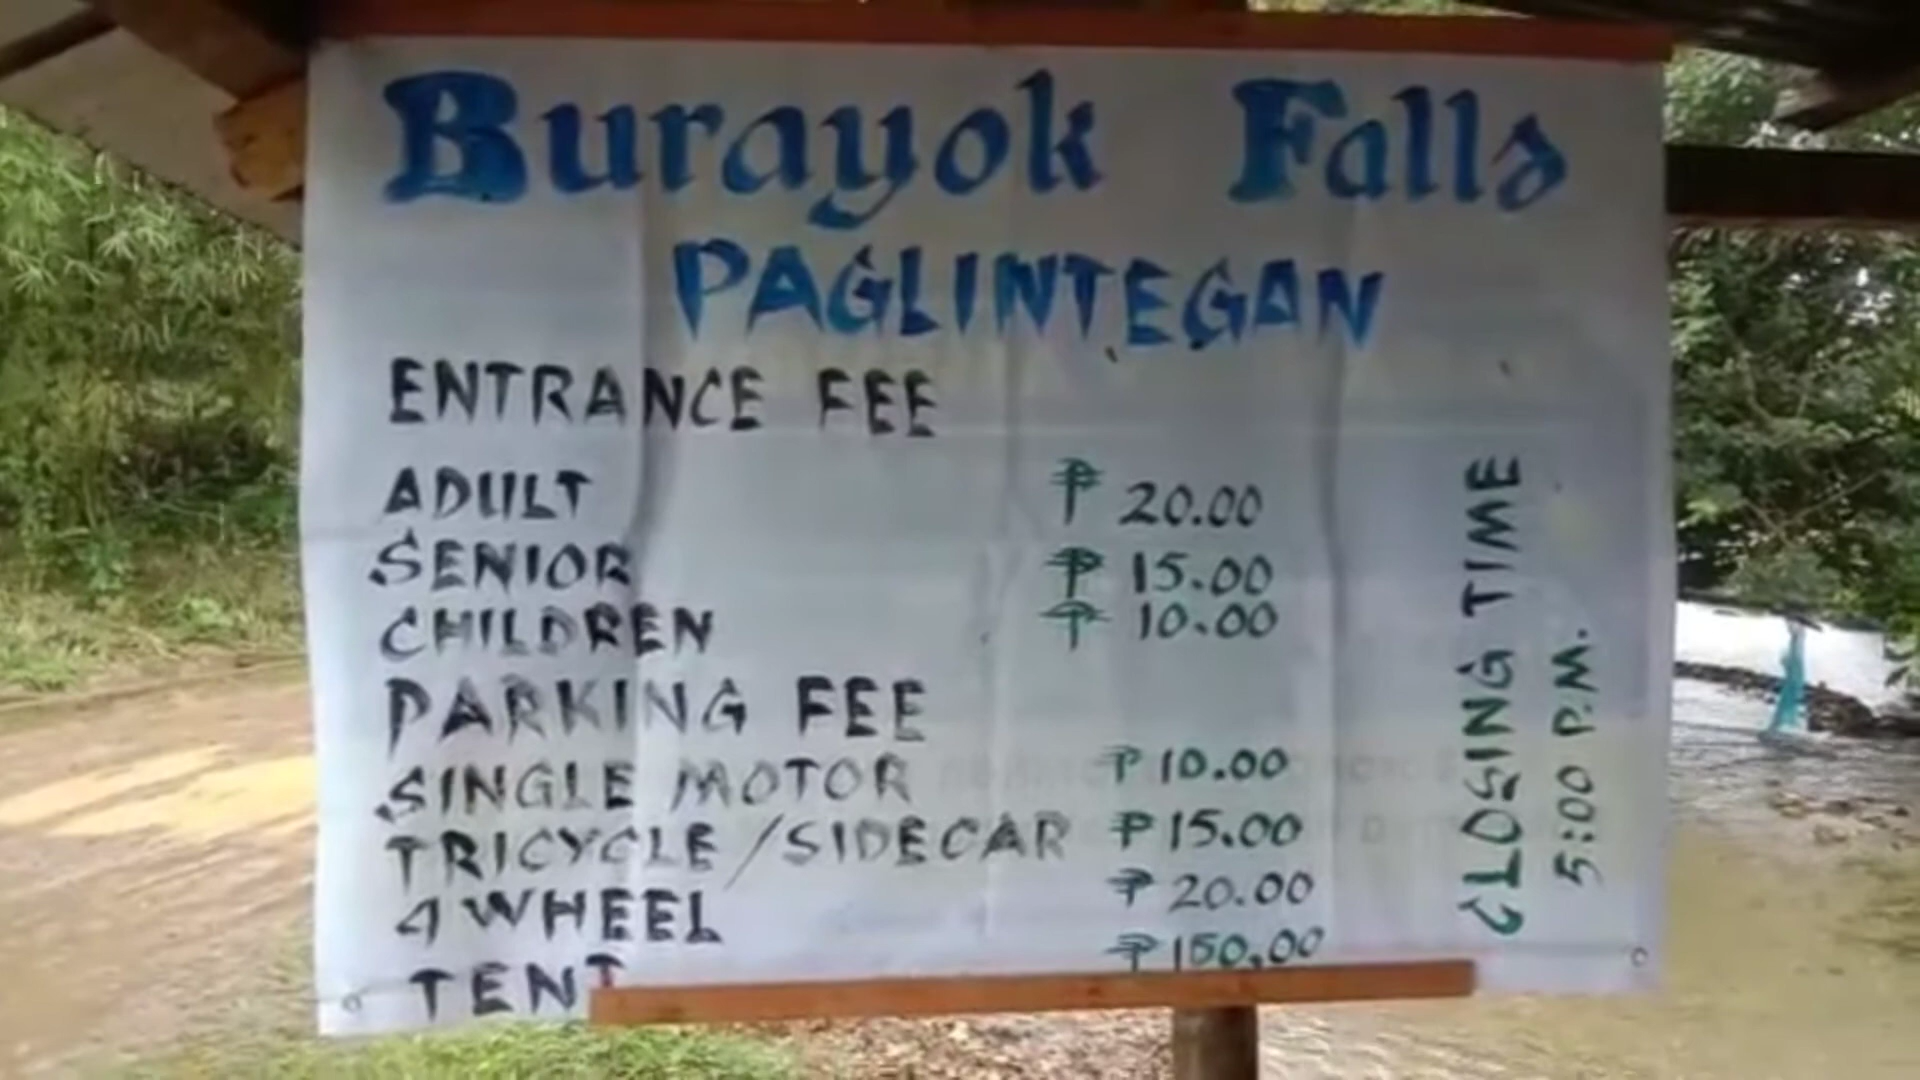 Burayok Falls
PAGLINTEGAN
ENTRANCE FEE
ADULT ₱ 20.00
SENIOR ₱ 15.00
CHILDREN ₱ 10.00
PARKING FEE
SINGLE MOTOR ₱ 10.00
TRICYCLE/SIDECAR ₱ 15.00
4 WHEEL ₱ 20.00
TENT ₱ 150.00
CLOSING TIME
5:00 P.M.